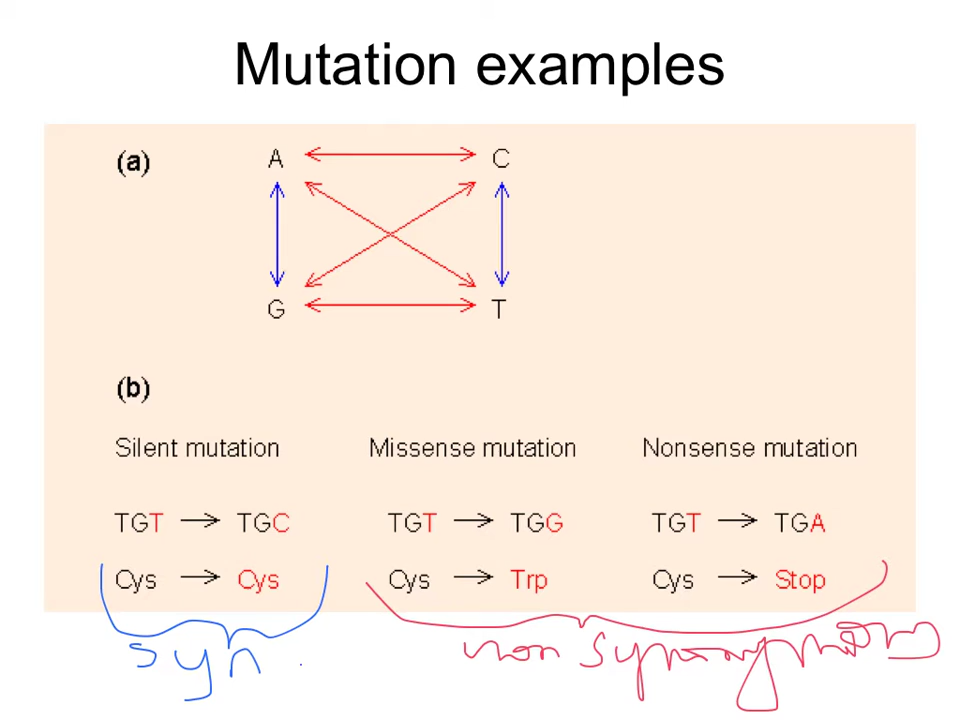 Mutation examples
(a) A C
G T
(b)
Silent mutation Missense mutation Nonsense mutation
TGT → TGC TGT → TGG TGT → TGA
Cys → Cys Cys → Trp Cys → Stop
syn non